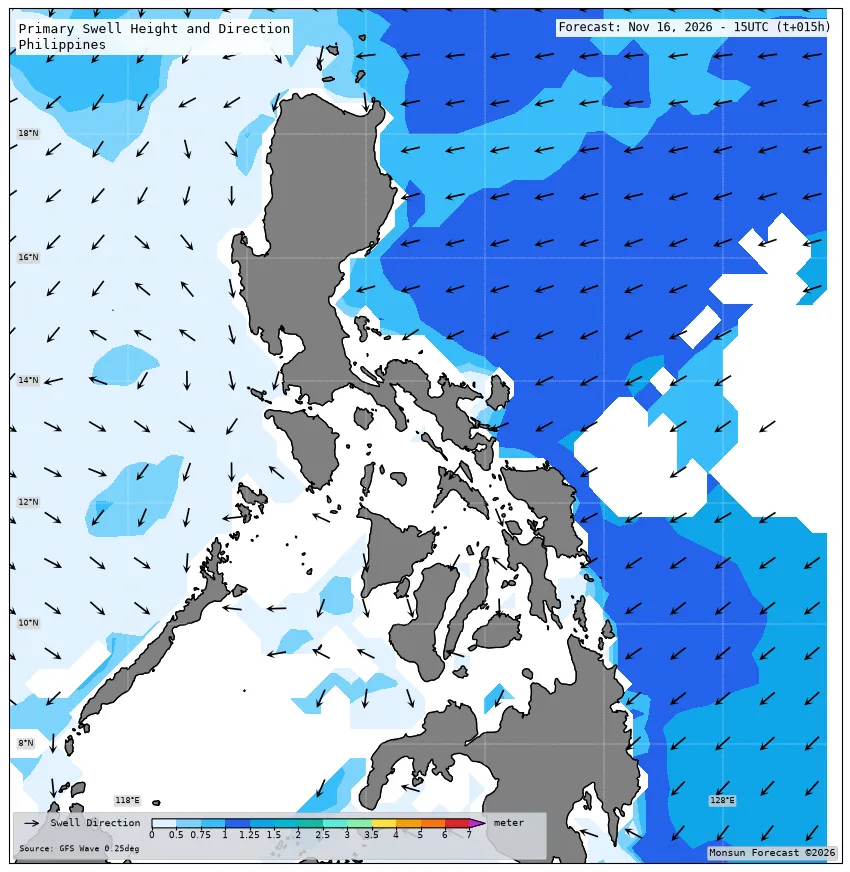 Primary Swell Height and Direction
Philippines
Forecast: Nov 16, 2026 - 15UTC (t+015h)
18°N
16°N
14°N
12°N
10°N
8°N
118°E
128°E
Swell Direction
0 0.5 0.75 1 1.25 1.5 2 2.5 3 3.5 4 5 6 7
meter
Source: GFS Wave 0.25deg
Monsun Forecast ©2026